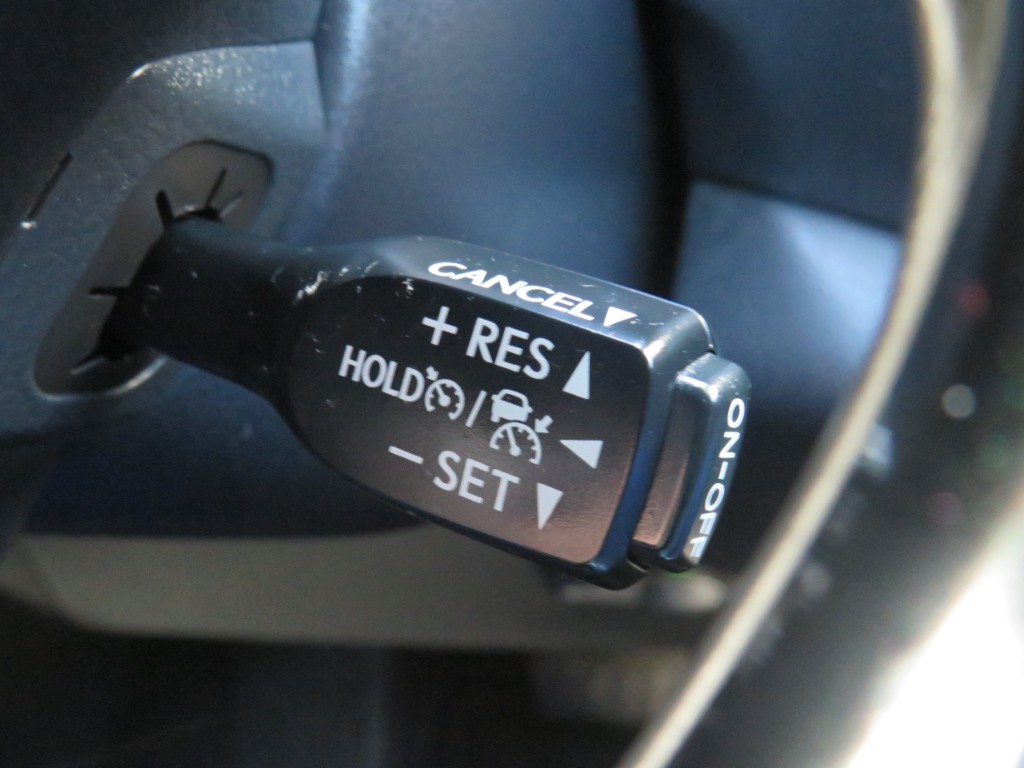 CANCEL▼
+ RES ▲
HOLD / ◀
− SET ▼
ON-OFF